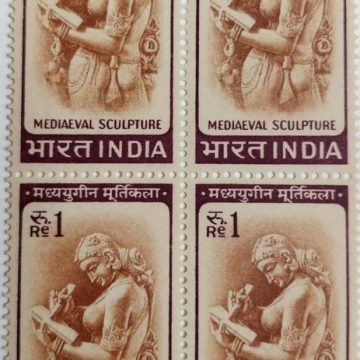 MEDIAEVAL SCULPTURE MEDIAEVAL SCULPTURE
भारत INDIA भारत INDIA
मध्ययुगीन मूर्तिकला मध्ययुगीन मूर्तिकला
रु. 1 रु. 1
Re Re